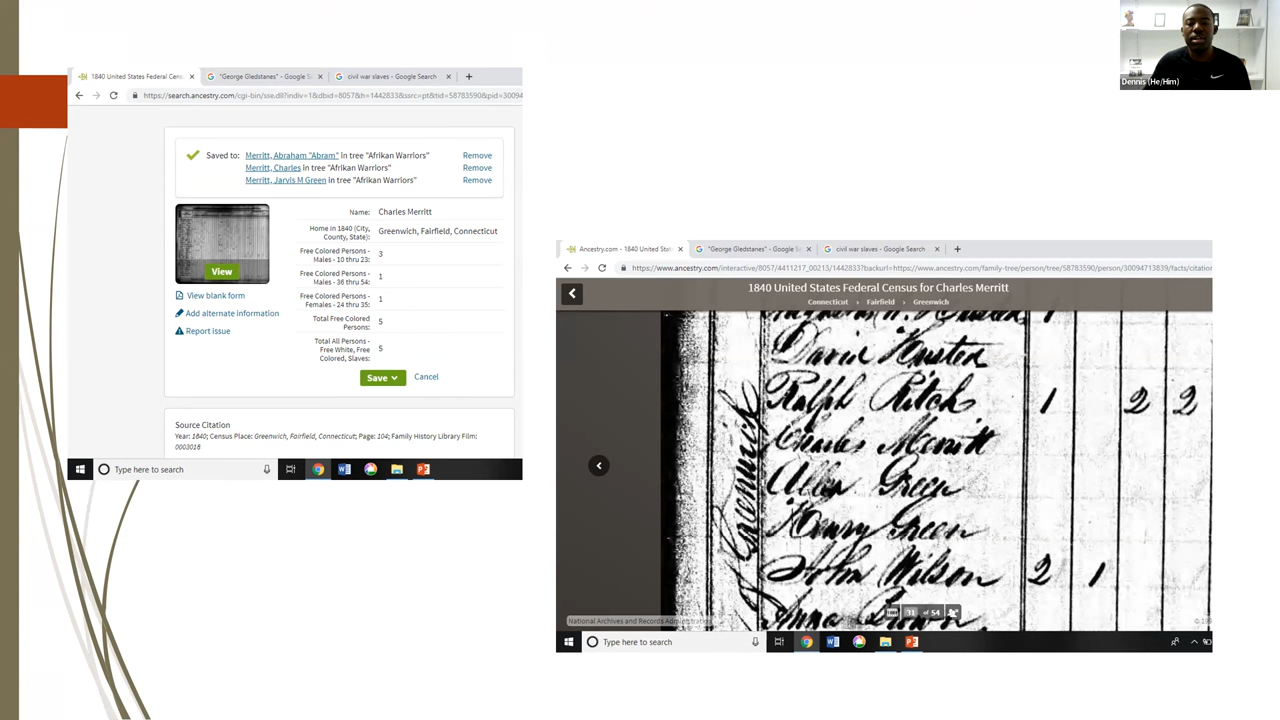 Dennis (He/Him)
1840 United States Federal Cens
"George Gledstanes" - Google S
civil war slaves - Google Search
https://search.ancestry.com/cgi-bin/sse.dll?indiv=1&dbid=8057&h=1442833&ssrc=pt&tid=58783590&pid=30094
Saved to:
Merritt, Abraham "Abram" in tree "Afrikan Warriors" Remove
Merritt, Charles in tree "Afrikan Warriors" Remove
Merritt, Jarvis M Green in tree "Afrikan Warriors" Remove
View
View blank form
Add alternate information
Report issue
Name: Charles Merritt
Home in 1840 (City, County, State): Greenwich, Fairfield, Connecticut
Free Colored Persons - Males - 10 thru 23: 3
Free Colored Persons - Males - 36 thru 54: 1
Free Colored Persons - Females - 24 thru 35: 1
Total Free Colored Persons: 5
Total All Persons - Free White, Free Colored, Slaves: 5
Save Cancel
Source Citation
Year: 1840; Census Place: Greenwich, Fairfield, Connecticut; Page: 104; Family History Library Film:
0003018
Type here to search
Ancestry.com - 1840 United Stat
"George Gledstanes" - Google Se
civil war slaves - Google Search
https://www.ancestry.com/interactive/8057/4411217_00213/1442833?backurl=https://www.ancestry.com/family-tree/person/tree/58783590/person/30094713839/facts/citation
1840 United States Federal Census for Charles Merritt
Connecticut Fairfield Greenwich
Ralph Ritch 1 2 2
Charles Merritt
Allen Green
Henry Green
John Wilson 2 1
Anna Brown
Greenwich
31 of 54
National Archives and Records Administration
Type here to search